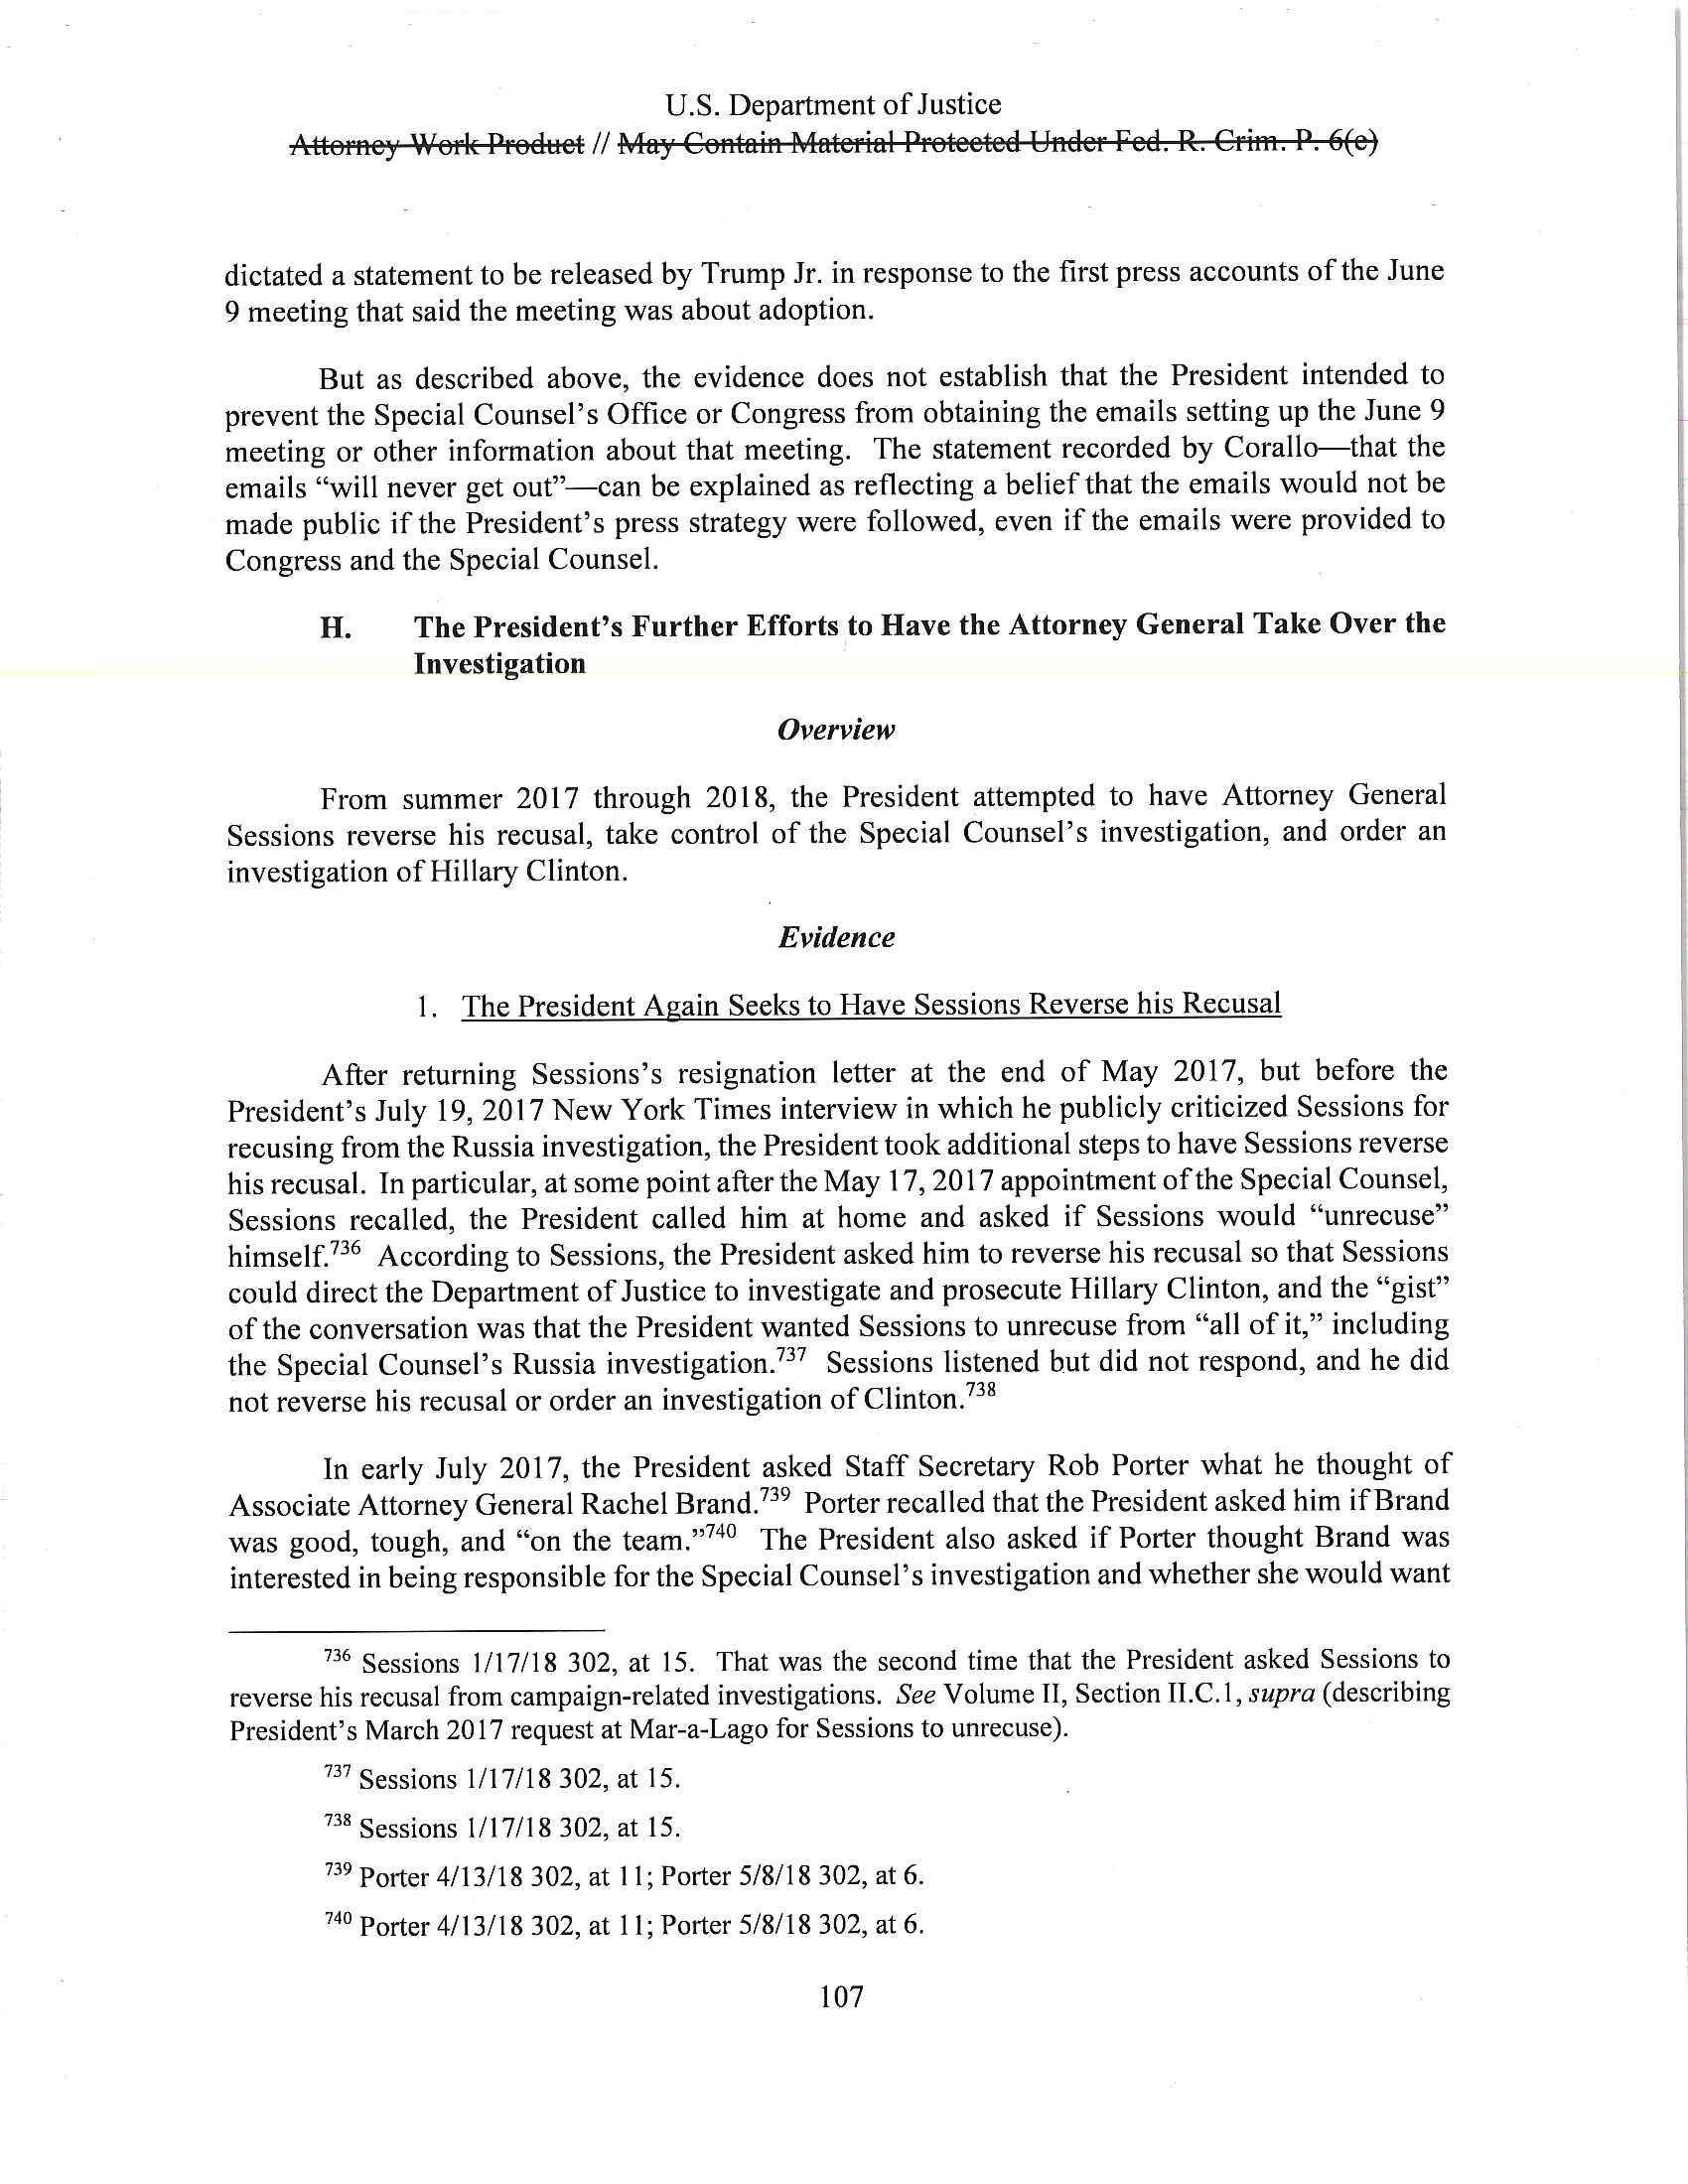 U.S. Department of Justice
Attorney Work Product // May Contain Material Protected Under Fed. R. Crim. P. 6(e)
dictated a statement to be released by Trump Jr. in response to the first press accounts of the June
9 meeting that said the meeting was about adoption.
But as described above, the evidence does not establish that the President intended to
prevent the Special Counsel's Office or Congress from obtaining the emails setting up the June 9
meeting or other information about that meeting. The statement recorded by Corallo—that the
emails “will never get out”—can be explained as reflecting a belief that the emails would not be
made public if the President's press strategy were followed, even if the emails were provided to
Congress and the Special Counsel.
H. The President's Further Efforts to Have the Attorney General Take Over the
Investigation
Overview
From summer 2017 through 2018, the President attempted to have Attorney General
Sessions reverse his recusal, take control of the Special Counsel's investigation, and order an
investigation of Hillary Clinton.
Evidence
1. The President Again Seeks to Have Sessions Reverse his Recusal
After returning Sessions's resignation letter at the end of May 2017, but before the
President's July 19, 2017 New York Times interview in which he publicly criticized Sessions for
recusing from the Russia investigation, the President took additional steps to have Sessions reverse
his recusal. In particular, at some point after the May 17, 2017 appointment of the Special Counsel,
Sessions recalled, the President called him at home and asked if Sessions would “unrecuse”
himself.736 According to Sessions, the President asked him to reverse his recusal so that Sessions
could direct the Department of Justice to investigate and prosecute Hillary Clinton, and the “gist”
of the conversation was that the President wanted Sessions to unrecuse from “all of it,” including
the Special Counsel's Russia investigation.737 Sessions listened but did not respond, and he did
not reverse his recusal or order an investigation of Clinton.738
In early July 2017, the President asked Staff Secretary Rob Porter what he thought of
Associate Attorney General Rachel Brand.739 Porter recalled that the President asked him if Brand
was good, tough, and “on the team.”740 The President also asked if Porter thought Brand was
interested in being responsible for the Special Counsel's investigation and whether she would want
736 Sessions 1/17/18 302, at 15. That was the second time that the President asked Sessions to
reverse his recusal from campaign-related investigations. See Volume II, Section II.C.1, supra (describing
President's March 2017 request at Mar-a-Lago for Sessions to unrecuse).
737 Sessions 1/17/18 302, at 15.
738 Sessions 1/17/18 302, at 15.
739 Porter 4/13/18 302, at 11; Porter 5/8/18 302, at 6.
740 Porter 4/13/18 302, at 11; Porter 5/8/18 302, at 6.
107